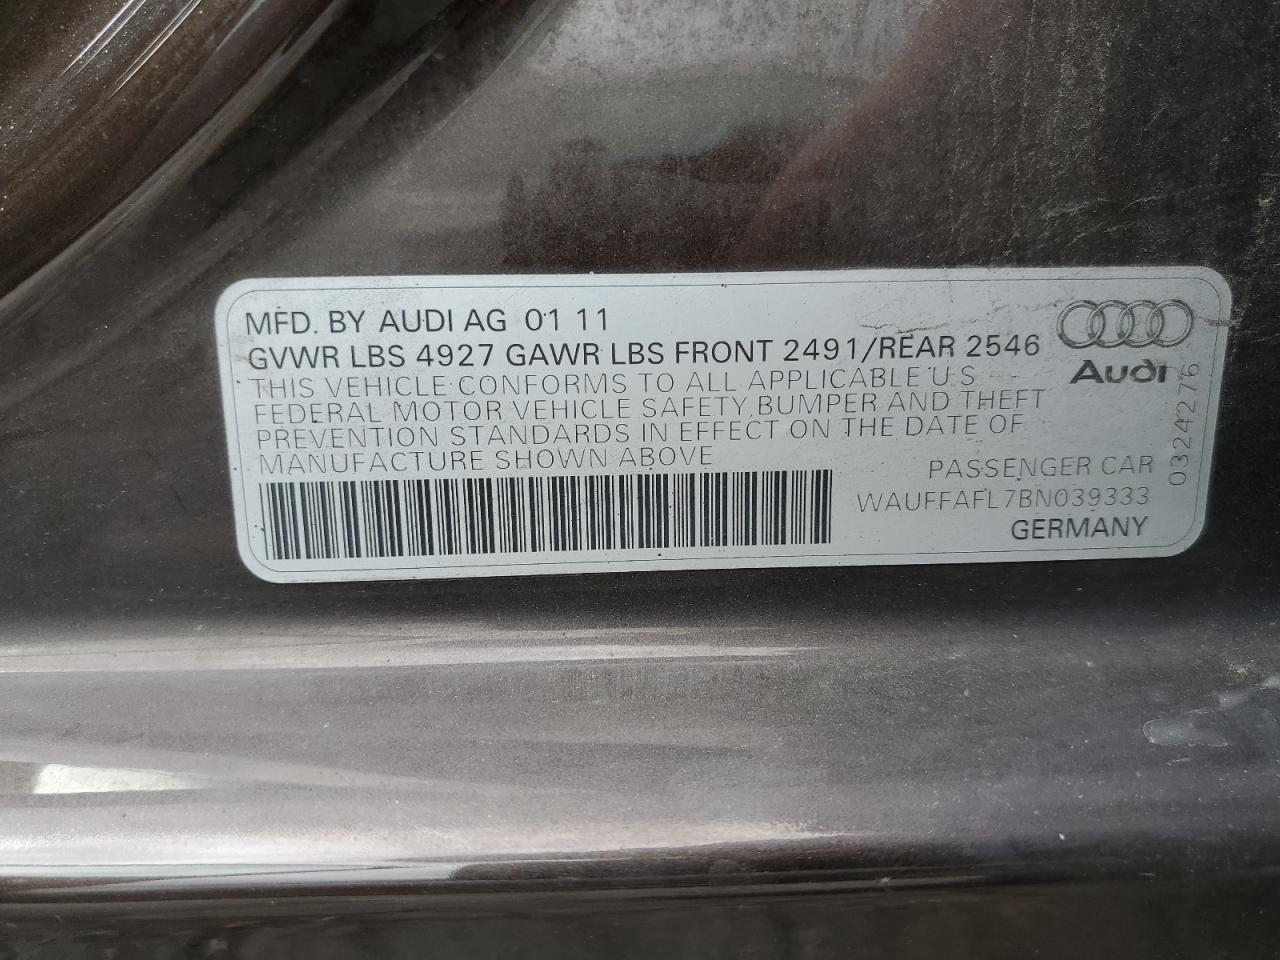 MFD. BY AUDI AG 01 11
GVWR LBS 4927 GAWR LBS FRONT 2491/REAR 2546
THIS VEHICLE CONFORMS TO ALL APPLICABLE U S
FEDERAL MOTOR VEHICLE SAFETY,BUMPER AND THEFT
PREVENTION STANDARDS IN EFFECT ON THE DATE OF
MANUFACTURE SHOWN ABOVE
Audi
PASSENGER CAR
WAUFFAFL7BN039333
GERMANY
03242176